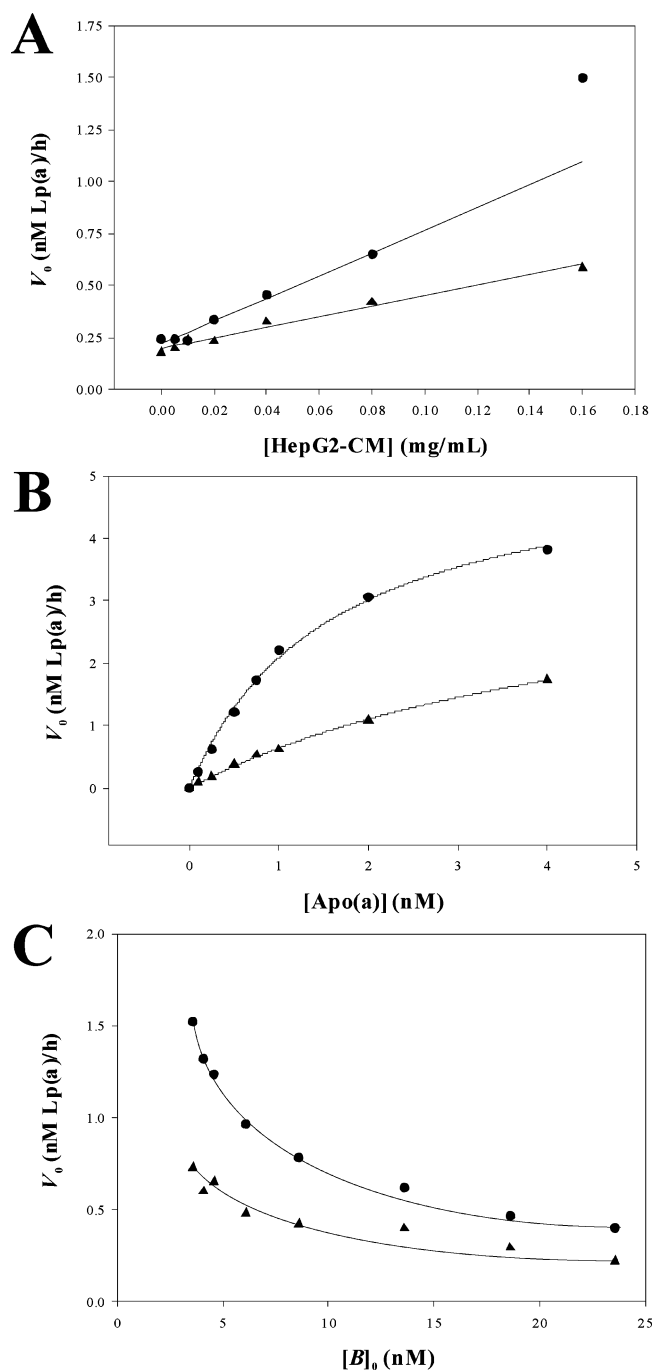 A
1.75
1.50
1.25
1.00
0.75
0.50
0.25
0.00
V0 (nM Lp(a)/h)
0.00 0.02 0.04 0.06 0.08 0.10 0.12 0.14 0.16 0.18
[HepG2-CM] (mg/mL)
B
5
4
3
2
1
0
V0 (nM Lp(a)/h)
0 1 2 3 4 5
[Apo(a)] (nM)
C
2.0
1.5
1.0
0.5
0.0
V0 (nM Lp(a)/h)
0 5 10 15 20 25
[B]0 (nM)